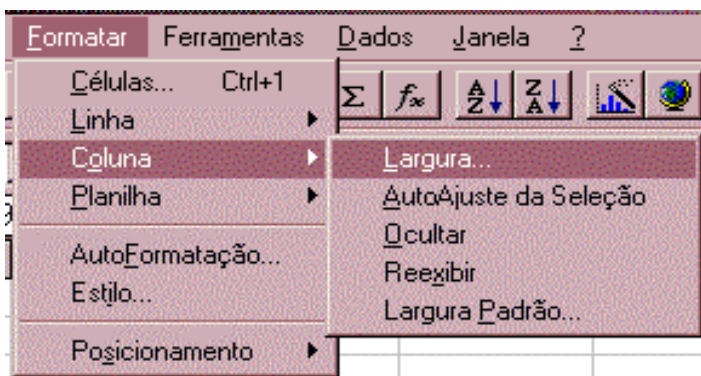 Formatar Ferramentas Dados Janela ?
Células... Ctrl+1
Σ fx A Z Z A
Linha
Coluna
Largura...
Planilha
AutoAjuste da Seleção
Ocultar
AutoFormatação...
Reexibir
Estilo...
Largura Padrão...
Posicionamento